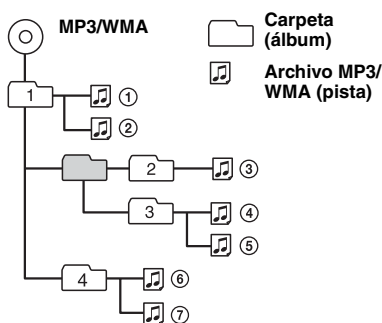 MP3/WMA
Carpeta
(álbum)
Archivo MP3/
WMA (pista)
1
①
②
2
③
3
④
⑤
4
⑥
⑦